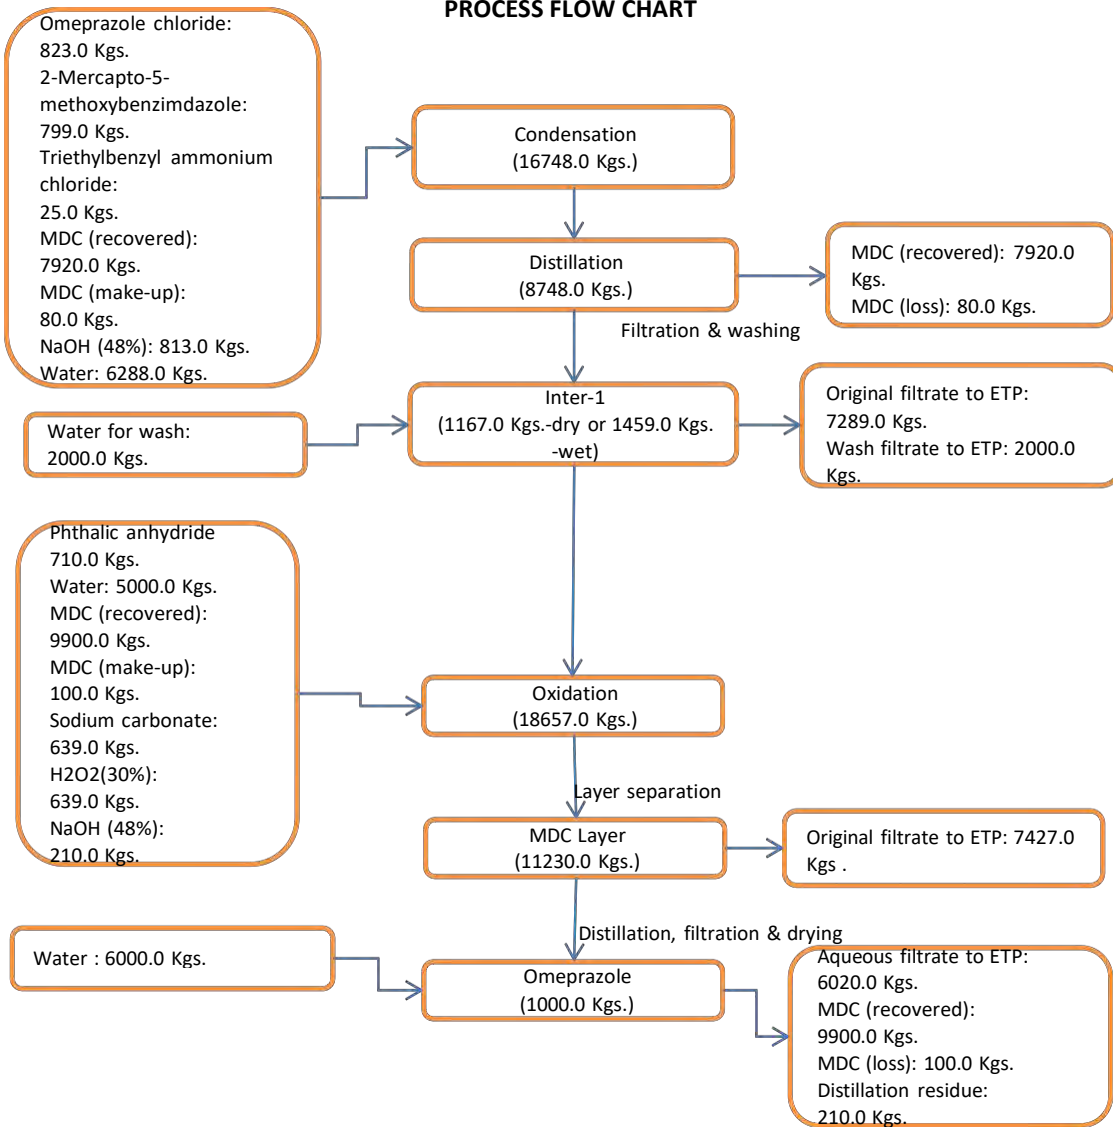 PROCESS FLOW CHART
Omeprazole chloride:
823.0 Kgs.
2-Mercapto-5-
methoxybenzimdazole:
799.0 Kgs.
Triethylbenzyl ammonium
chloride:
25.0 Kgs.
MDC (recovered):
7920.0 Kgs.
MDC (make-up):
80.0 Kgs.
NaOH (48%): 813.0 Kgs.
Water: 6288.0 Kgs.
Condensation
(16748.0 Kgs.)
Distillation
(8748.0 Kgs.)
MDC (recovered): 7920.0
Kgs.
MDC (loss): 80.0 Kgs.
Filtration & washing
Water for wash:
2000.0 Kgs.
Inter-1
(1167.0 Kgs.-dry or 1459.0 Kgs.
-wet)
Original filtrate to ETP:
7289.0 Kgs.
Wash filtrate to ETP: 2000.0
Kgs.
Phthalic anhydride
710.0 Kgs.
Water: 5000.0 Kgs.
MDC (recovered):
9900.0 Kgs.
MDC (make-up):
100.0 Kgs.
Sodium carbonate:
639.0 Kgs.
H2O2(30%):
639.0 Kgs.
NaOH (48%):
210.0 Kgs.
Oxidation
(18657.0 Kgs.)
Layer separation
MDC Layer
(11230.0 Kgs.)
Original filtrate to ETP: 7427.0
Kgs .
Distillation, filtration & drying
Water : 6000.0 Kgs.
Omeprazole
(1000.0 Kgs.)
Aqueous filtrate to ETP:
6020.0 Kgs.
MDC (recovered):
9900.0 Kgs.
MDC (loss): 100.0 Kgs.
Distillation residue:
210.0 Kgs.